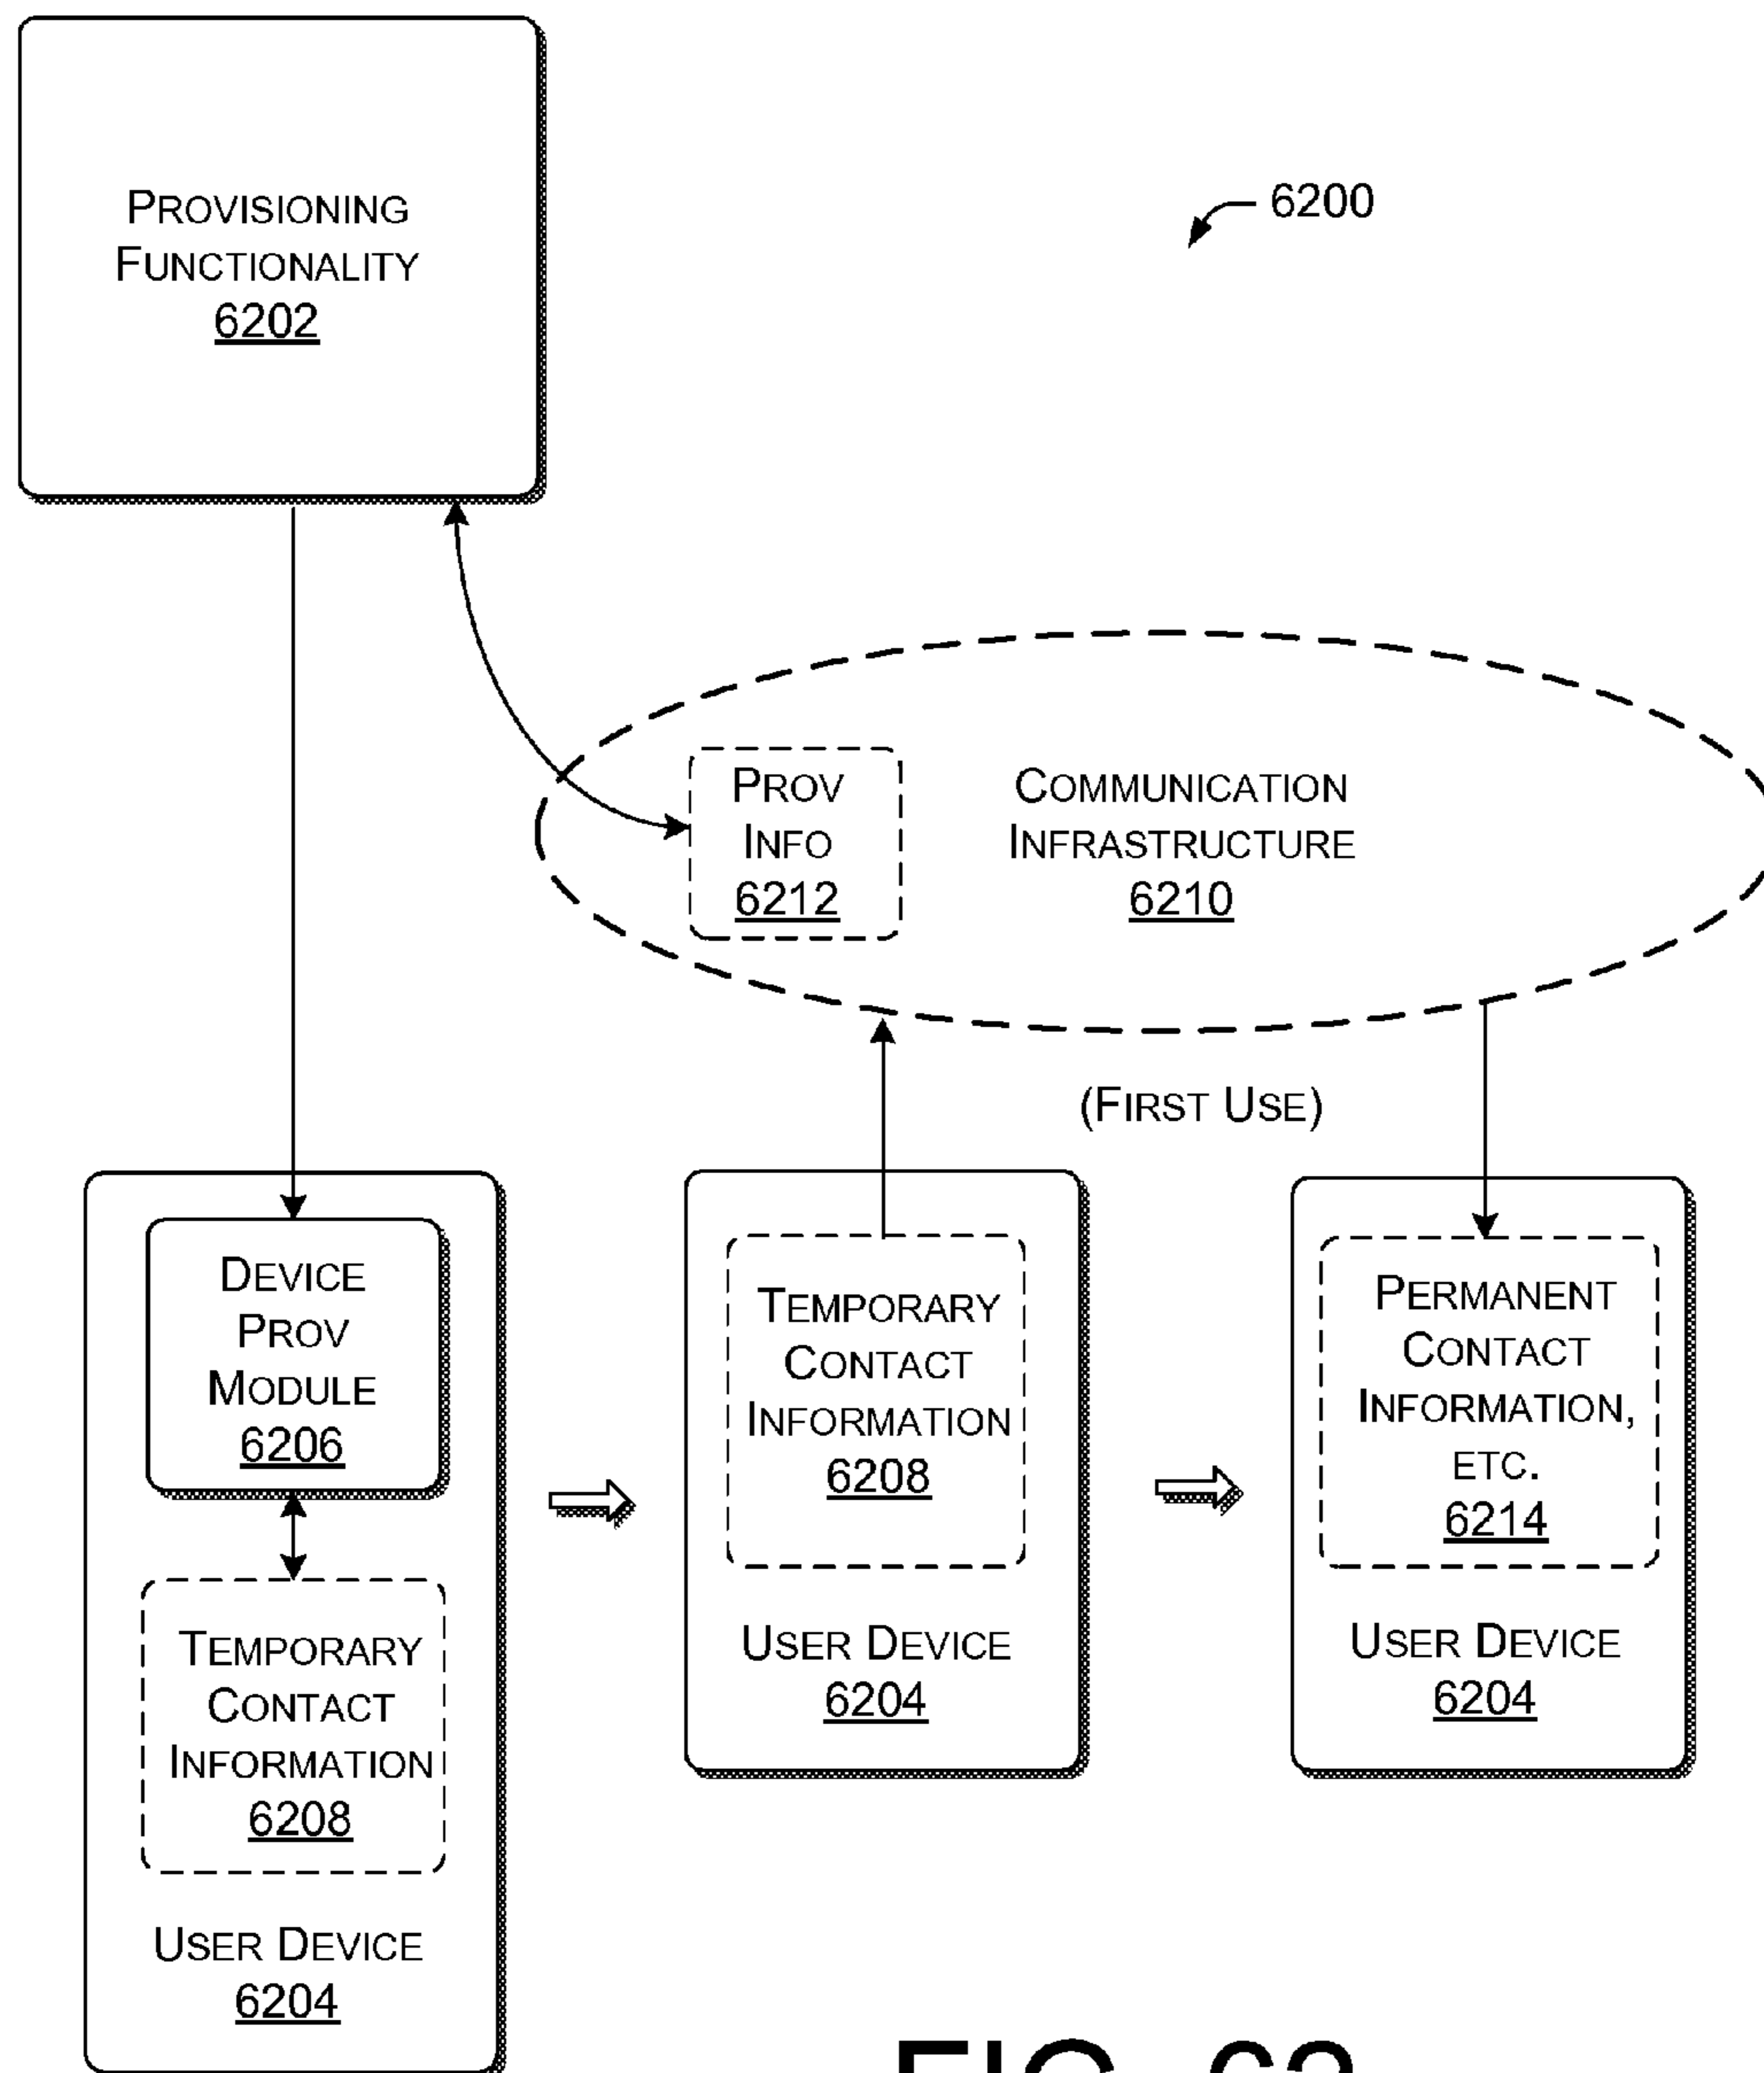 PROVISIONING
FUNCTIONALITY
6202
6200
PROV
INFO
6212
COMMUNICATION
INFRASTRUCTURE
6210
(FIRST USE)
DEVICE
PROV
MODULE
6206
TEMPORARY
CONTACT
INFORMATION
6208
USER DEVICE
6204
TEMPORARY
CONTACT
INFORMATION
6208
USER DEVICE
6204
PERMANENT
CONTACT
INFORMATION,
ETC.
6214
USER DEVICE
6204
FIG. 62